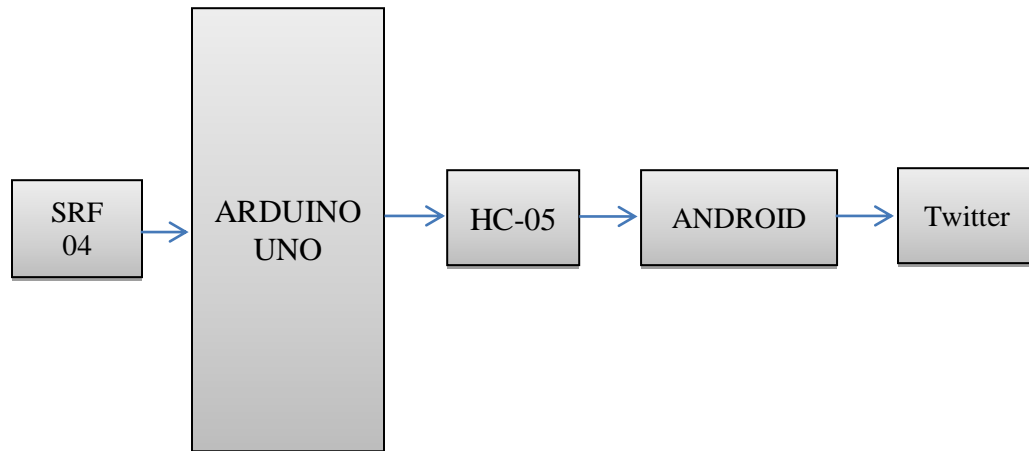 SRF
04
ARDUINO
UNO
HC-05
ANDROID
Twitter